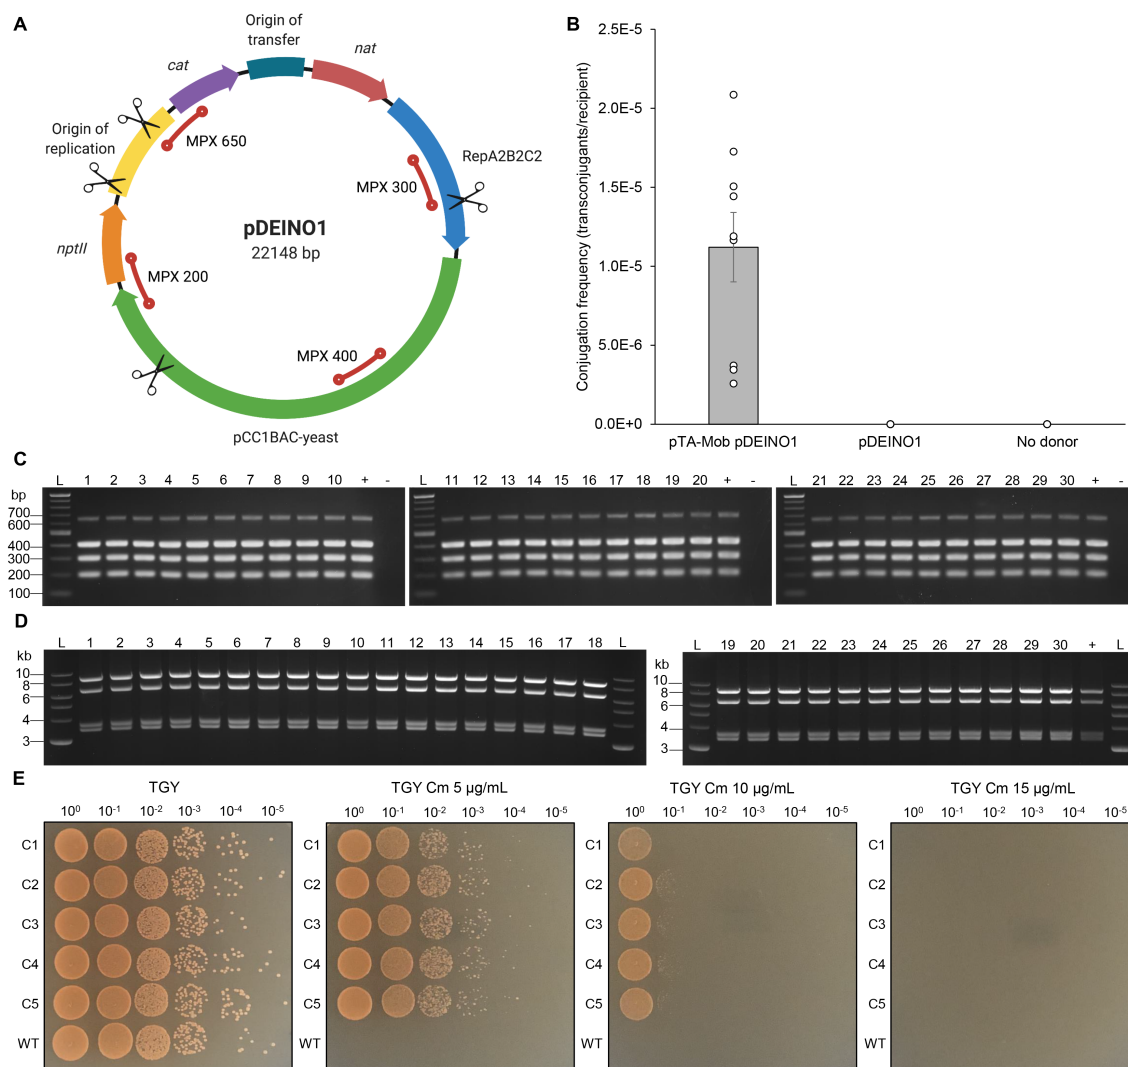 A
Origin of
transfer
cat
nat
Origin of
replication
MPX 650
RepA2B2C2
MPX 300
pDEINO1
22148 bp
nptII
MPX 200
MPX 400
pCC1BAC-yeast
B
Conjugation frequency (transconjugants/recipient)
2.5E-5
2.0E-5
1.5E-5
1.0E-5
5.0E-6
0.0E+0
pTA-Mob pDEINO1 pDEINO1 No donor
C
L 1 2 3 4 5 6 7 8 9 10 + -
L 11 12 13 14 15 16 17 18 19 20 + -
L 21 22 23 24 25 26 27 28 29 30 + -
bp
700
600
400
300
200
100
D
L 1 2 3 4 5 6 7 8 9 10 11 12 13 14 15 16 17 18 L
kb
10
8
6
4
3
L 19 20 21 22 23 24 25 26 27 28 29 30 + L
kb
10
8
6
4
3
E
TGY
10⁰ 10⁻¹ 10⁻² 10⁻³ 10⁻⁴ 10⁻⁵
C1
C2
C3
C4
C5
WT
TGY Cm 5 µg/mL
10⁰ 10⁻¹ 10⁻² 10⁻³ 10⁻⁴ 10⁻⁵
C1
C2
C3
C4
C5
WT
TGY Cm 10 µg/mL
10⁰ 10⁻¹ 10⁻² 10⁻³ 10⁻⁴ 10⁻⁵
C1
C2
C3
C4
C5
WT
TGY Cm 15 µg/mL
10⁰ 10⁻¹ 10⁻² 10⁻³ 10⁻⁴ 10⁻⁵
C1
C2
C3
C4
C5
WT